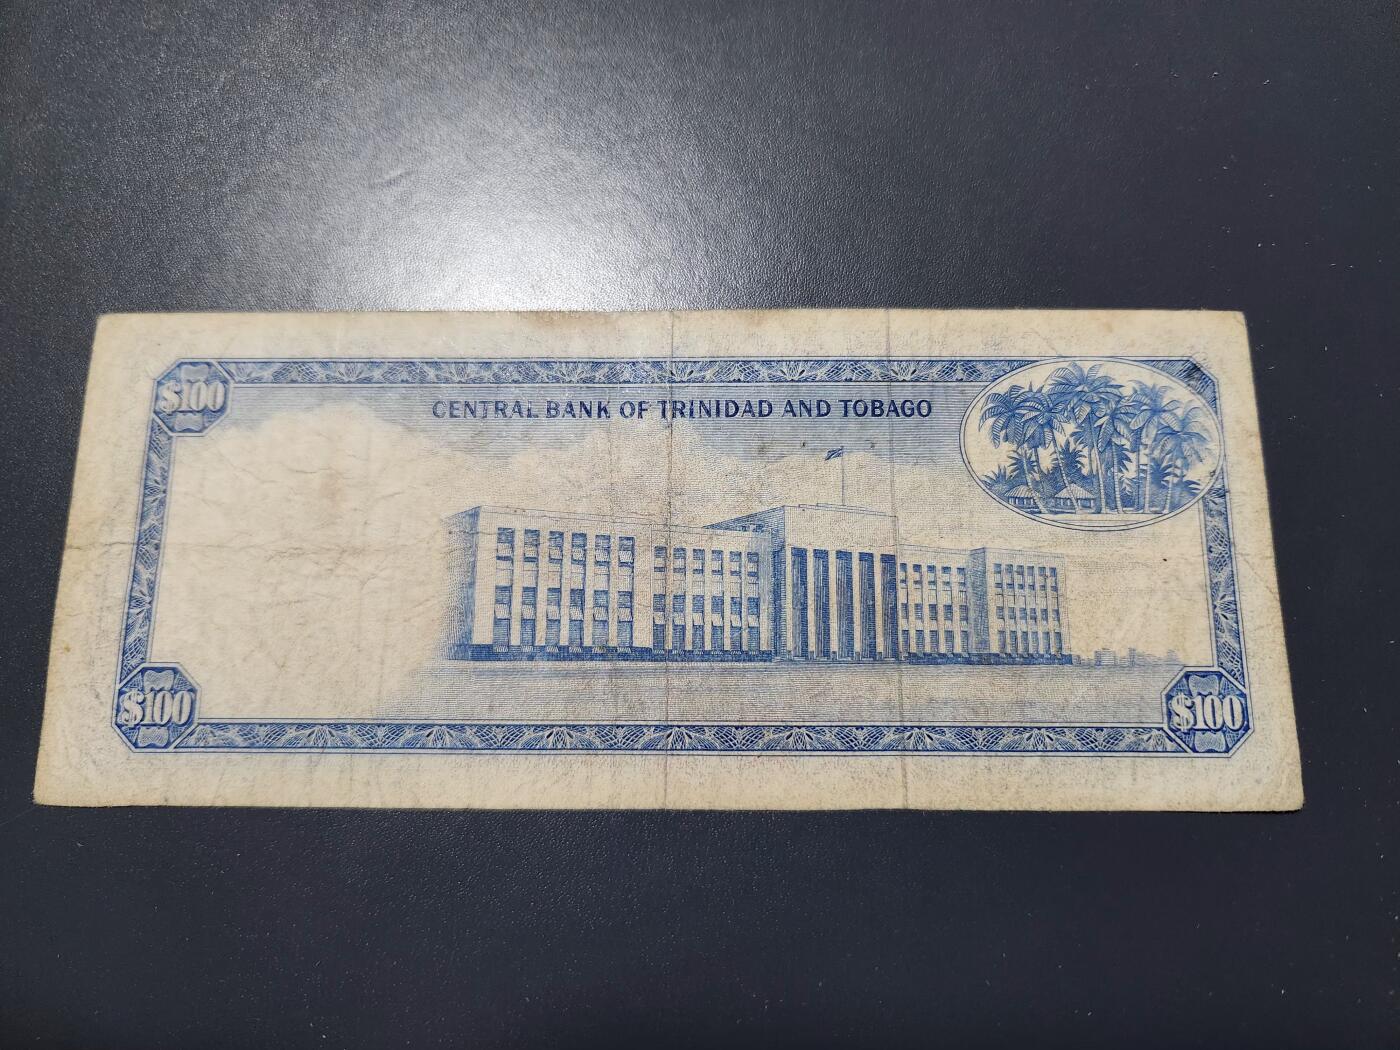 $100
CENTRAL BANK OF TRINIDAD AND TOBAGO
$100
$100